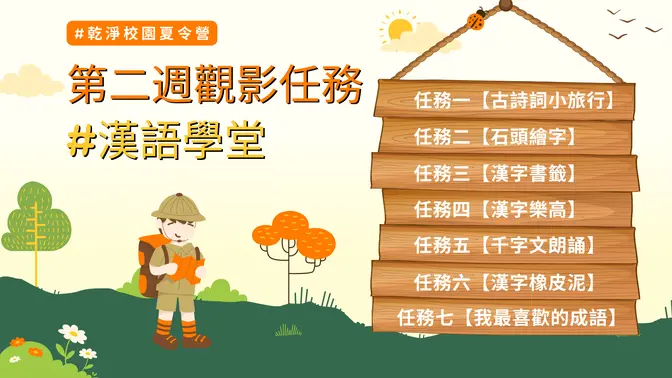 #乾淨校園夏令營
第二週觀影任務
#漢語學堂
任務一【古詩詞小旅行】
任務二【石頭繪字】
任務三【漢字書籤】
任務四【漢字樂高】
任務五【千字文朗誦】
任務六【漢字橡皮泥】
任務七【我最喜歡的成語】